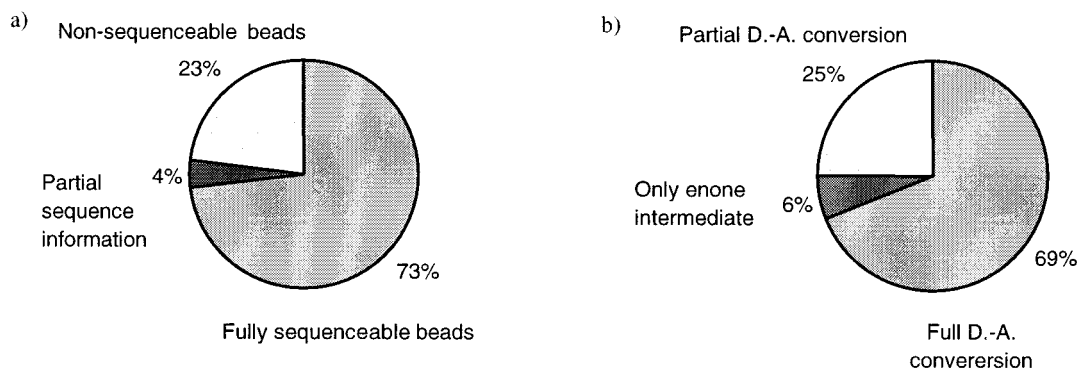 a)
Non-sequenceable beads
23%
4%
Partial
sequence
information
73%
Fully sequenceable beads
b)
Partial D.-A. conversion
25%
Only enone
intermediate
6%
69%
Full D.-A.
converersion